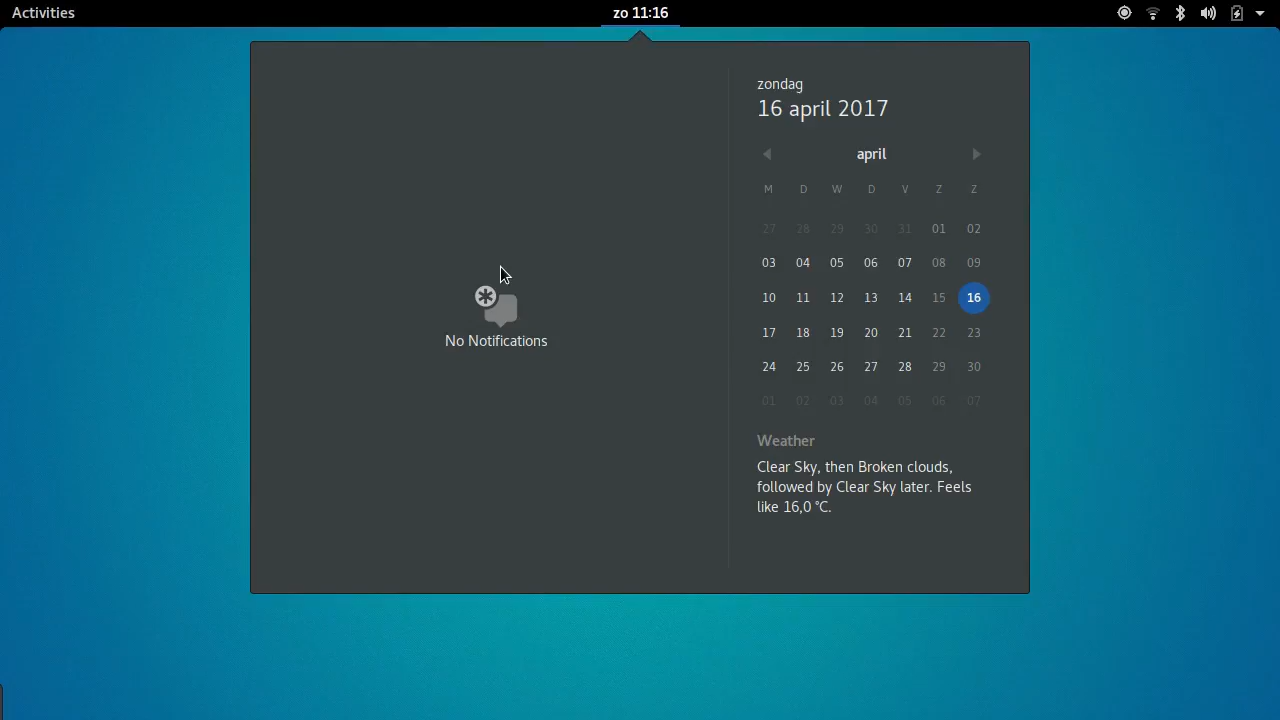 Activities
zo 11:16
No Notifications
zondag
16 april 2017
april
M D W D V Z Z
27 28 29 30 31 01 02
03 04 05 06 07 08 09
10 11 12 13 14 15 16
17 18 19 20 21 22 23
24 25 26 27 28 29 30
01 02 03 04 05 06 07
Weather
Clear Sky, then Broken clouds,
followed by Clear Sky later. Feels
like 16,0 °C.